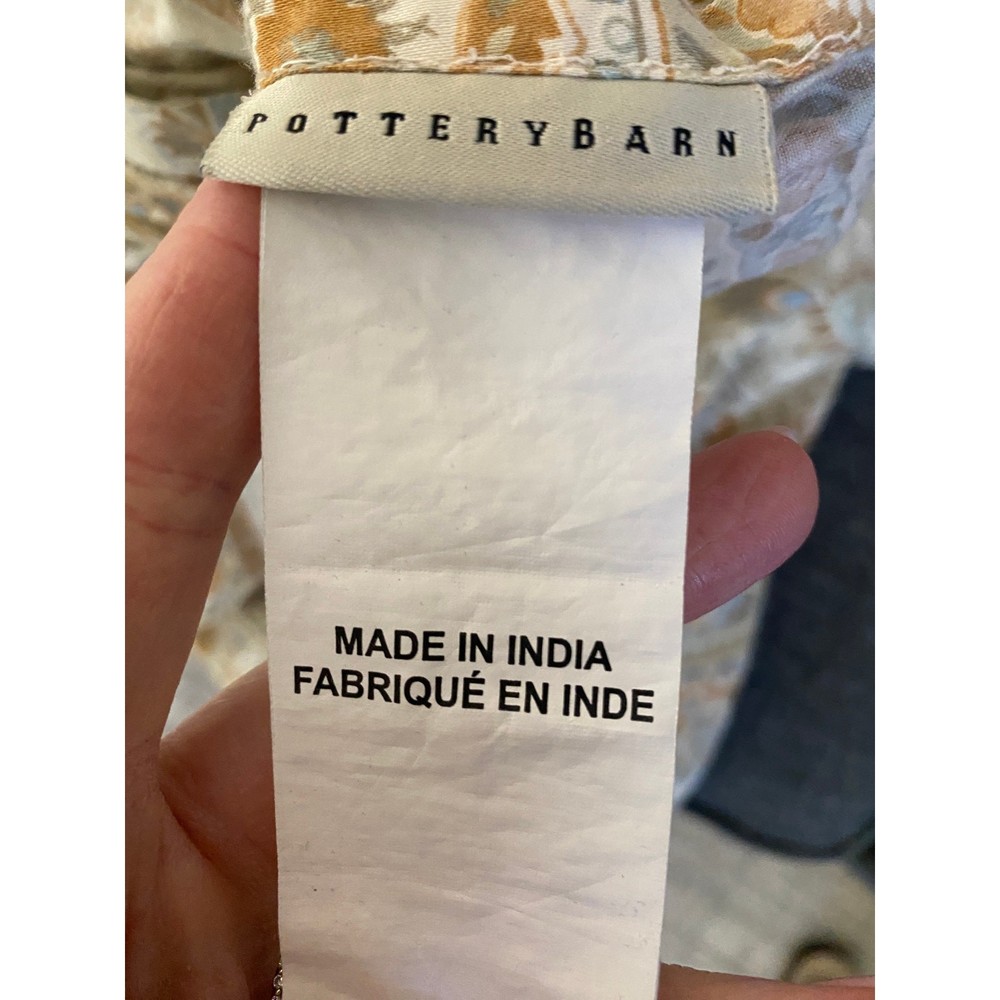 POTTERYBARN
MADE IN INDIA
FABRIQUÉ EN INDE